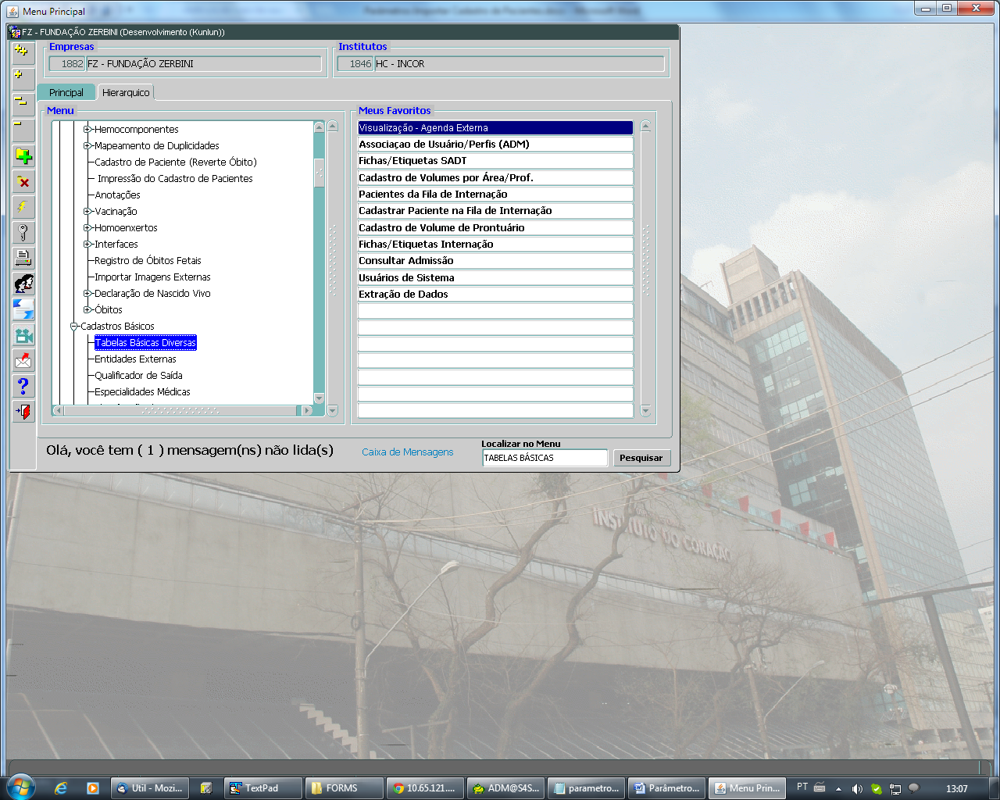 Menu Principal
FZ - FUNDAÇÃO ZERBINI (Desenvolvimento (Kunlun))
Empresas
1882 FZ - FUNDAÇÃO ZERBINI
Institutos
1846 HC - INCOR
Principal
Hierarquico
Menu
Hemocomponentes
Mapeamento de Duplicidades
Cadastro de Paciente (Reverte Óbito)
Impressão do Cadastro de Pacientes
Anotações
Vacinação
Homoenxertos
Interfaces
Registro de Óbitos Fetais
Importar Imagens Externas
Declaração de Nascido Vivo
Óbitos
Cadastros Básicos
Tabelas Básicas Diversas
Entidades Externas
Qualificador de Saída
Especialidades Médicas
Meus Favoritos
Visualização - Agenda Externa
Associaçao de Usuário/Perfis (ADM)
Fichas/Etiquetas SADT
Cadastro de Volumes por Área/Prof.
Pacientes da Fila de Internação
Cadastrar Paciente na Fila de Internação
Cadastro de Volume de Prontuário
Fichas/Etiquetas Internação
Consultar Admissão
Usuários de Sistema
Extração de Dados
Olá, você tem ( 1 ) mensagem(ns) não lida(s)
Caixa de Mensagens
Localizar no Menu
TABELAS BÁSICAS
Pesquisar
INSTITUTO DO CORAÇÃO
Util - Mozi...
TextPad
FORMS
10.65.121....
ADM@S4S...
parametro...
Parâmetro...
Menu Prin...
PT
13:07